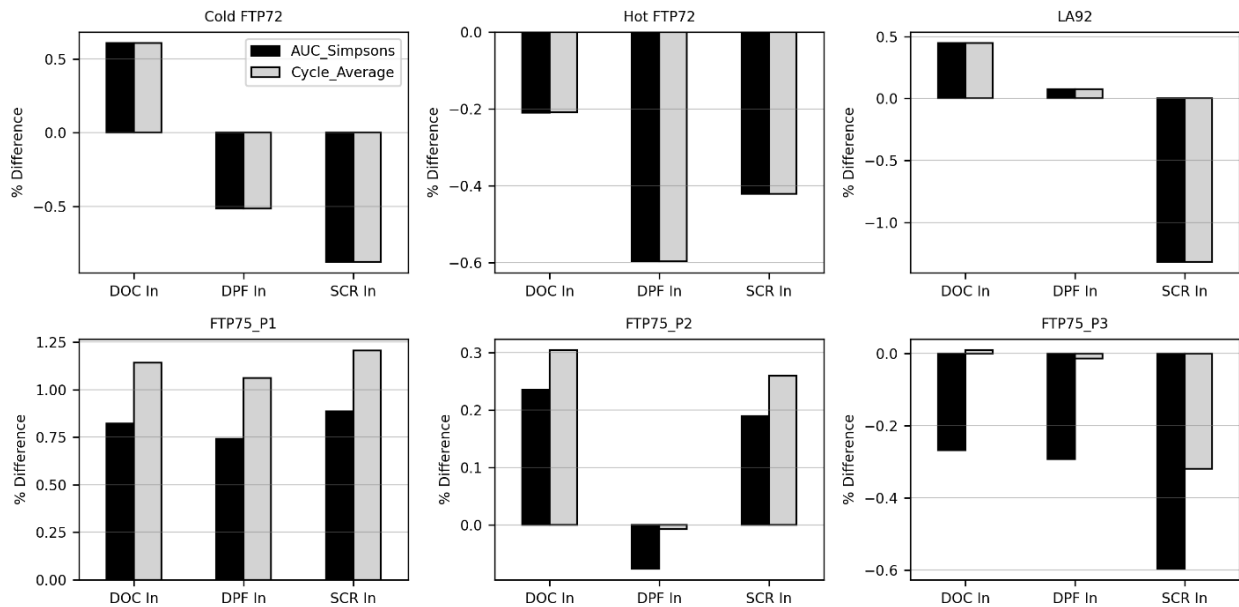 Cold FTP72
% Difference
0.5
0.0
−0.5
AUC_Simpsons
Cycle_Average
DOC In DPF In SCR In
Hot FTP72
% Difference
0.0
−0.2
−0.4
−0.6
DOC In DPF In SCR In
LA92
% Difference
0.5
0.0
−0.5
−1.0
DOC In DPF In SCR In
FTP75_P1
% Difference
1.25
1.00
0.75
0.50
0.25
0.00
DOC In DPF In SCR In
FTP75_P2
% Difference
0.3
0.2
0.1
0.0
DOC In DPF In SCR In
FTP75_P3
% Difference
0.0
−0.2
−0.4
−0.6
DOC In DPF In SCR In